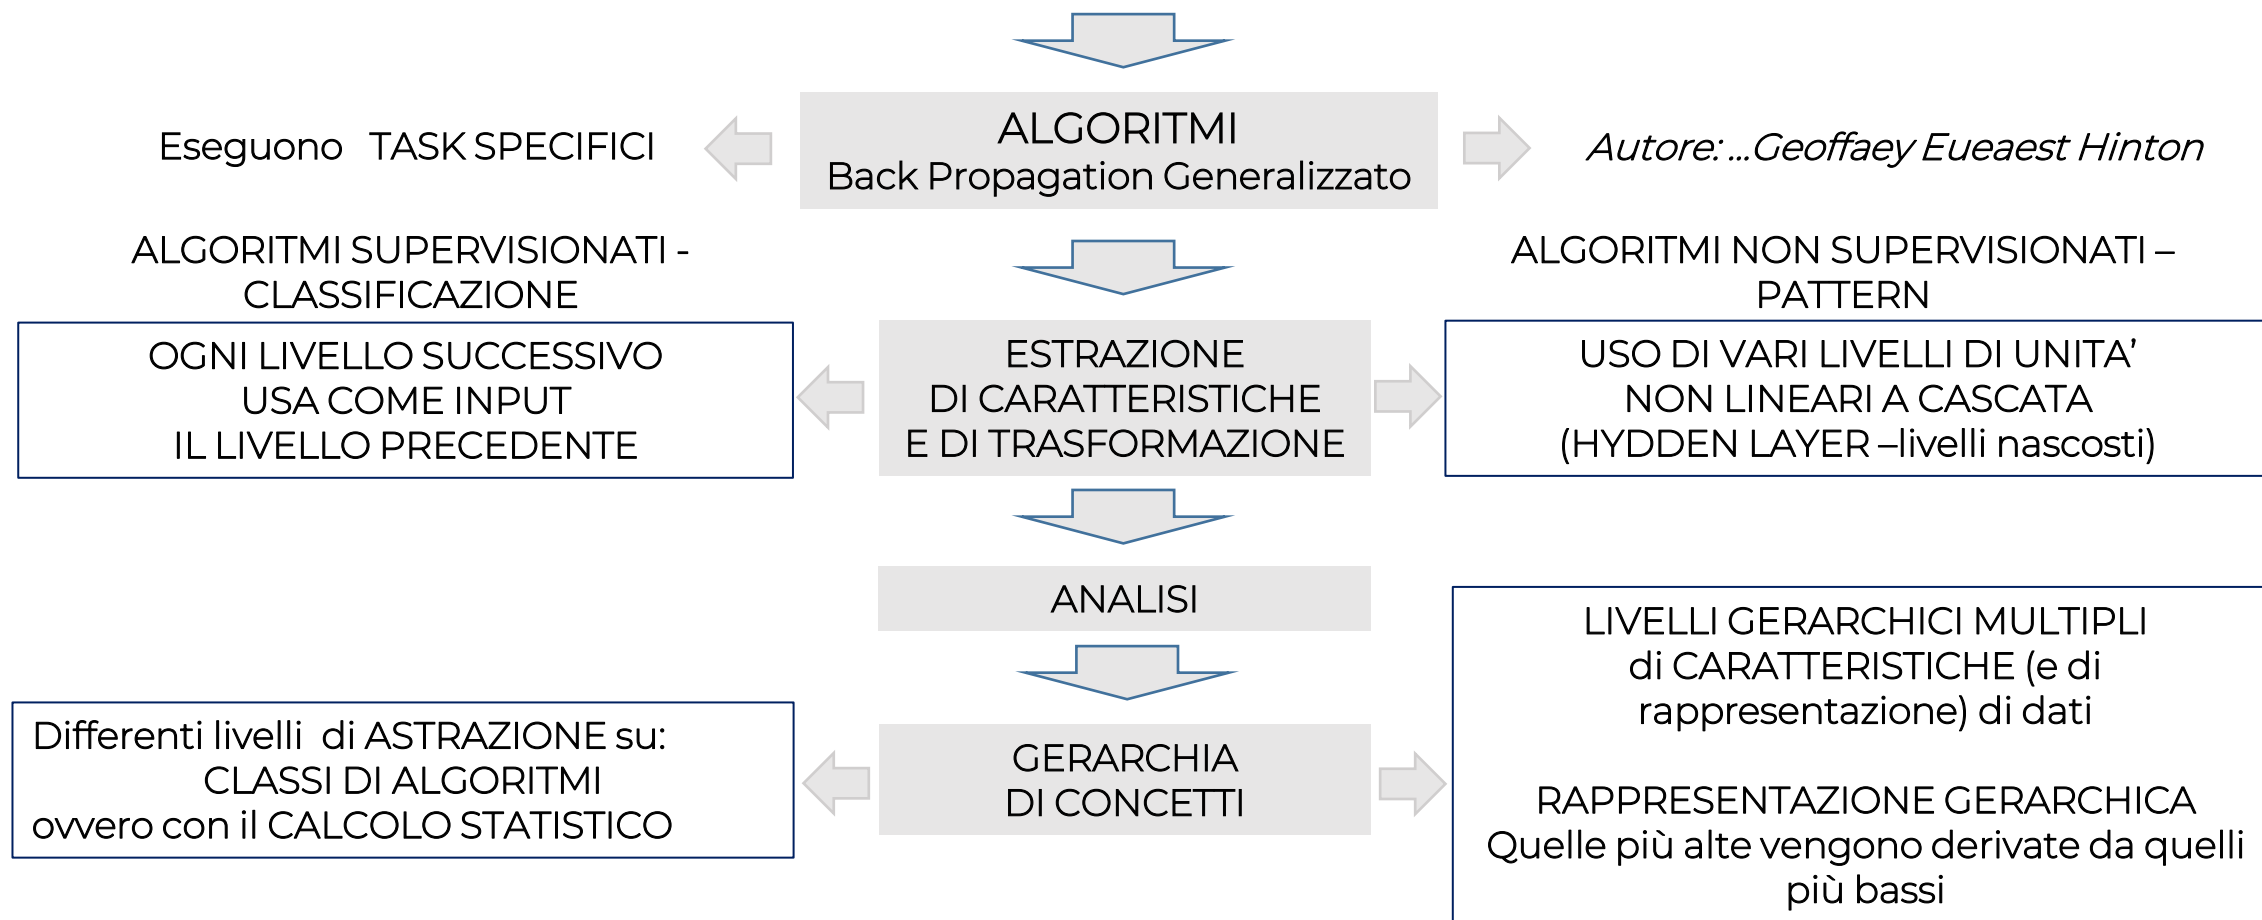 ALGORITMI
Back Propagation Generalizzato
Eseguono TASK SPECIFICI
Autore: ...Geoffaey Eueaest Hinton
ALGORITMI SUPERVISIONATI -
CLASSIFICAZIONE
ALGORITMI NON SUPERVISIONATI –
PATTERN
OGNI LIVELLO SUCCESSIVO
USA COME INPUT
IL LIVELLO PRECEDENTE
ESTRAZIONE
DI CARATTERISTICHE
E DI TRASFORMAZIONE
USO DI VARI LIVELLI DI UNITA’
NON LINEARI A CASCATA
(HYDDEN LAYER –livelli nascosti)
ANALISI
Differenti livelli di ASTRAZIONE su:
CLASSI DI ALGORITMI
ovvero con il CALCOLO STATISTICO
GERARCHIA
DI CONCETTI
LIVELLI GERARCHICI MULTIPLI
di CARATTERISTICHE (e di
rappresentazione) di dati
RAPPRESENTAZIONE GERARCHICA
Quelle più alte vengono derivate da quelli
più bassi